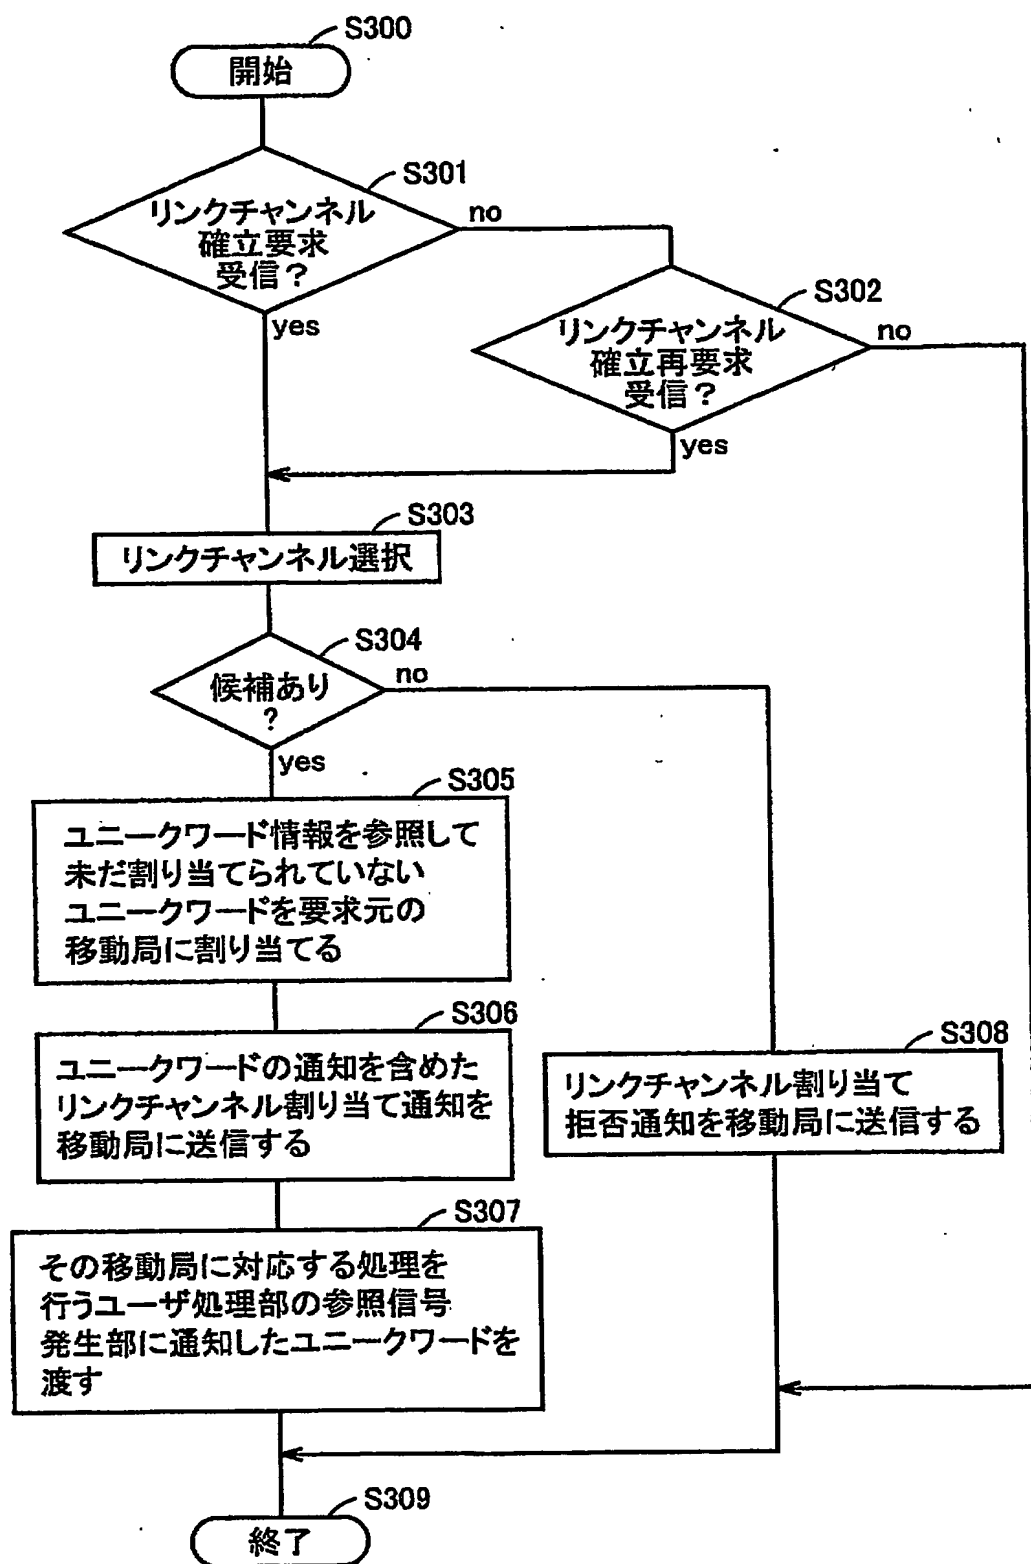 S300
開始
S301
リンクチャンネル
確立要求
受信？
no
yes
S302
リンクチャンネル
確立再要求
受信？
no
yes
S303
リンクチャンネル選択
S304
候補あり
?
no
yes
S305
ユニークワード情報を参照して
未だ割り当てられていない
ユニークワードを要求元の
移動局に割り当てる
S306
ユニークワードの通知を含めた
リンクチャンネル割り当て通知を
移動局に送信する
S308
リンクチャンネル割り当て
拒否通知を移動局に送信する
S307
その移動局に対応する処理を
行うユーザ処理部の参照信号
発生部に通知したユニークワードを
渡す
S309
終了